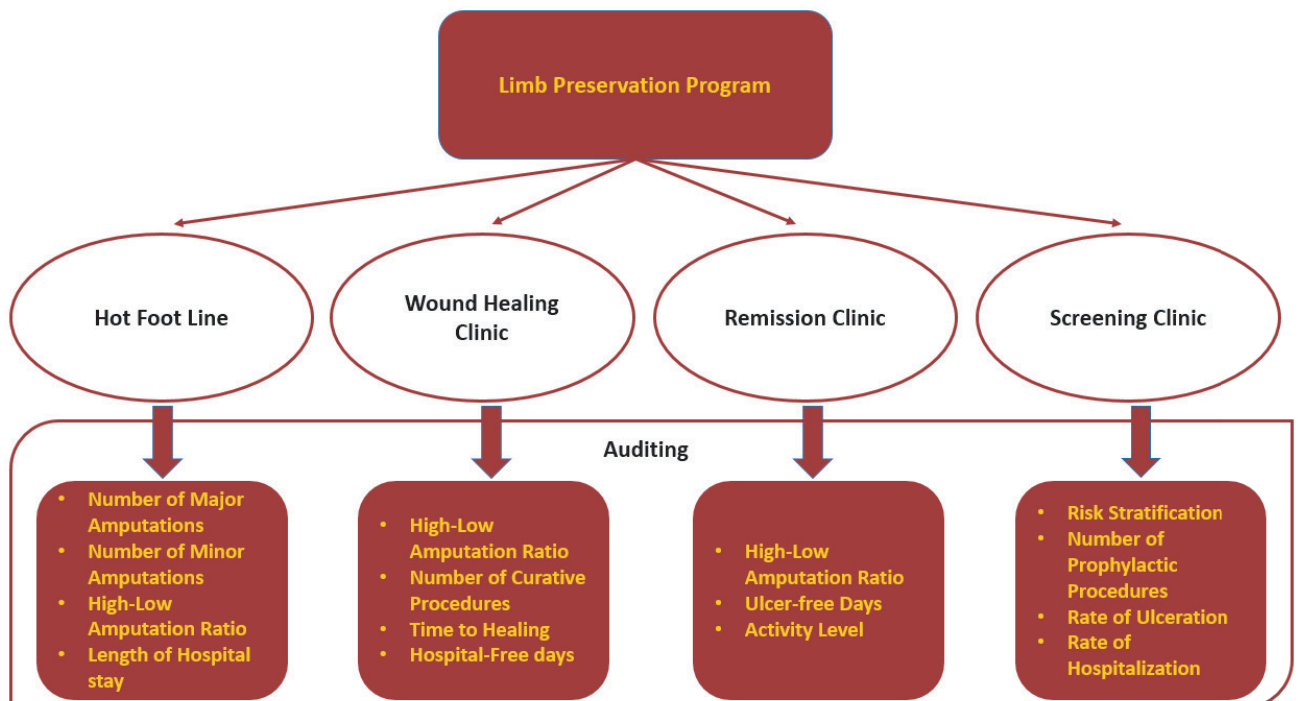 Limb Preservation Program
Hot Foot Line
Wound Healing
Clinic
Remission Clinic
Screening Clinic
Auditing
• Number of Major
Amputations
• Number of Minor
Amputations
• High-Low
Amputation Ratio
• Length of Hospital
stay
• High-Low
Amputation Ratio
• Number of Curative
Procedures
• Time to Healing
• Hospital-Free days
• High-Low
Amputation Ratio
• Ulcer-free Days
• Activity Level
• Risk Stratification
• Number of
Prophylactic
Procedures
• Rate of Ulceration
• Rate of
Hospitalization